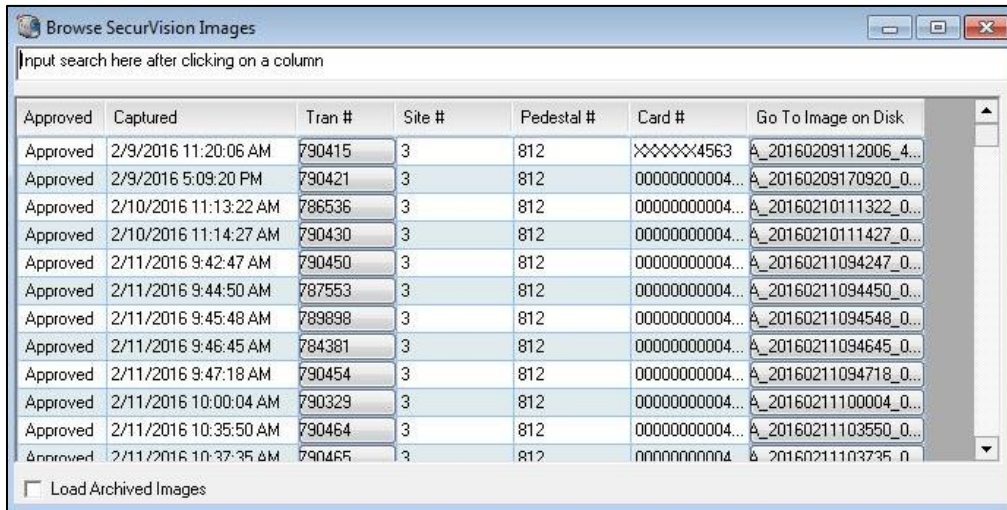 Browse SecurVision Images
Input search here after clicking on a column
Approved Captured Tran # Site # Pedestal # Card # Go To Image on Disk
Approved 2/9/2016 11:20:06 AM 790415 3 812 XXXXXX4563 A_20160209112006_4...
Approved 2/9/2016 5:09:20 PM 790421 3 812 00000000004... A_20160209170920_0...
Approved 2/10/2016 11:13:22 AM 786536 3 812 00000000004... A_20160210111322_0...
Approved 2/10/2016 11:14:27 AM 790430 3 812 00000000004... A_20160210111427_0...
Approved 2/11/2016 9:42:47 AM 790450 3 812 00000000004... A_20160211094247_0...
Approved 2/11/2016 9:44:50 AM 787553 3 812 00000000004... A_20160211094450_0...
Approved 2/11/2016 9:45:48 AM 789898 3 812 00000000004... A_20160211094548_0...
Approved 2/11/2016 9:46:45 AM 784381 3 812 00000000004... A_20160211094645_0...
Approved 2/11/2016 9:47:18 AM 790454 3 812 00000000004... A_20160211094718_0...
Approved 2/11/2016 10:00:04 AM 790329 3 812 00000000004... A_20160211100004_0...
Approved 2/11/2016 10:35:50 AM 790464 3 812 00000000004... A_20160211103550_0...
Approved 2/11/2016 10:37:35 AM 790465 3 812 00000000004... A_20160211103735_0...
Load Archived Images